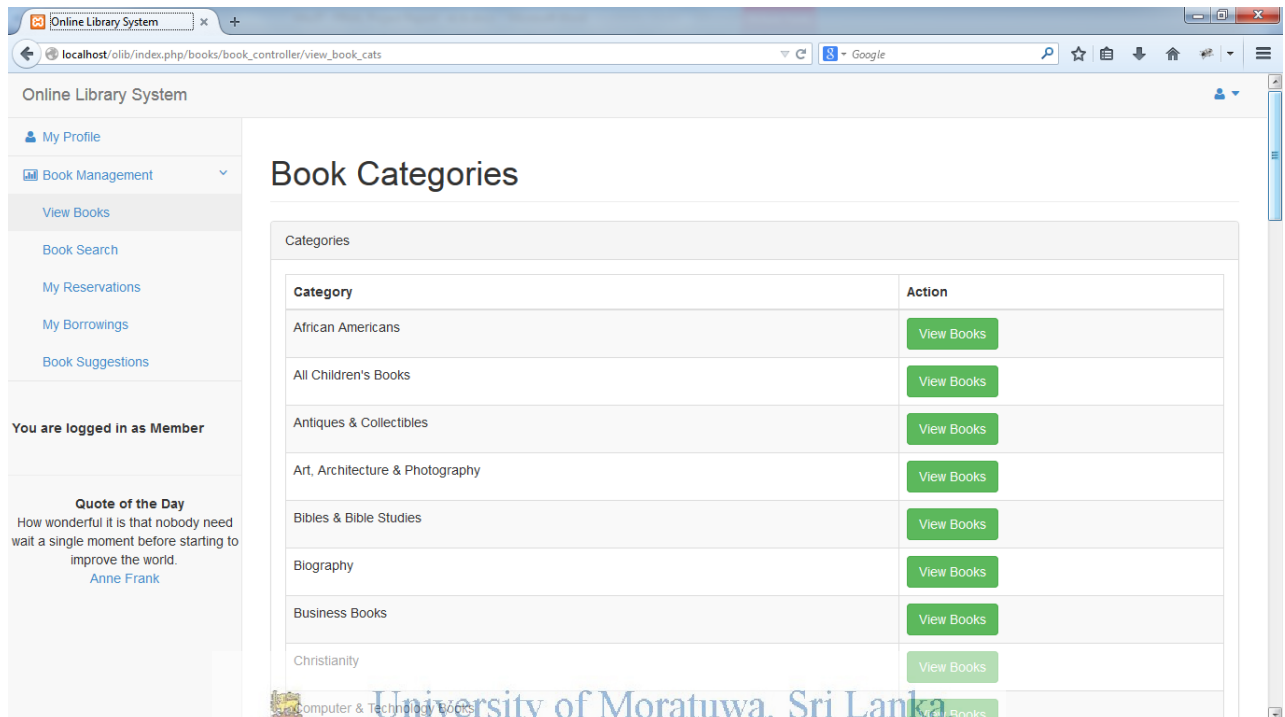 Online Library System
localhost/olib/index.php/books/book_controller/view_book_cats
Google
Online Library System
My Profile
Book Management
View Books
Book Search
My Reservations
My Borrowings
Book Suggestions
You are logged in as Member
Quote of the Day
How wonderful it is that nobody need
wait a single moment before starting to
improve the world.
Anne Frank
Book Categories
Categories
Category Action
African Americans View Books
All Children's Books View Books
Antiques & Collectibles View Books
Art, Architecture & Photography View Books
Bibles & Bible Studies View Books
Biography View Books
Business Books View Books
Christianity View Books
Computer & Technology Books View Books
University of Moratuwa, Sri Lanka